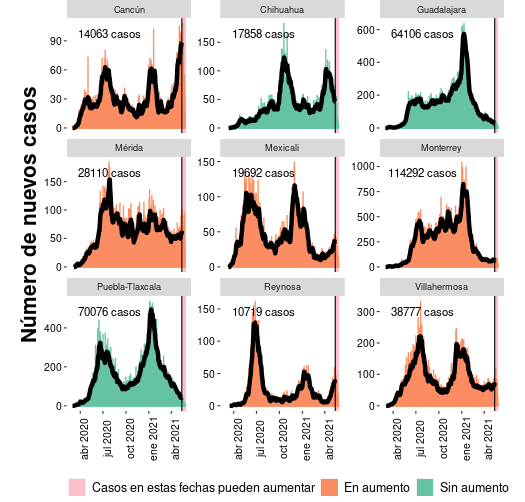 Cancún Chihuahua Guadalajara
14063 casos 17858 casos 64106 casos
90 150 600
60 100 400
30 50 200
0 0 0
Mérida Mexicali Monterrey
28110 casos 19692 casos 114292 casos
150 150 1000
100 100 750
50 50 500
0 0 250
0
Puebla-Tlaxcala Reynosa Villahermosa
70076 casos 10719 casos 38777 casos
400 150 300
200 100 200
0 50 100
0 0
abr 2020 jul 2020 oct 2020 ene 2021 abr 2021
abr 2020 jul 2020 oct 2020 ene 2021 abr 2021
abr 2020 jul 2020 oct 2020 ene 2021 abr 2021
Número de nuevos casos
Casos en estas fechas pueden aumentar En aumento Sin aumento